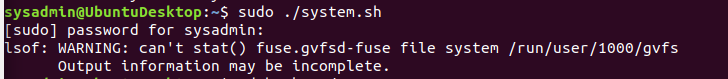 sysadmin@UbuntuDesktop:~$ sudo ./system.sh
[sudo] password for sysadmin:
lsof: WARNING: can't stat() fuse.gvfsd-fuse file system /run/user/1000/gvfs
      Output information may be incomplete.